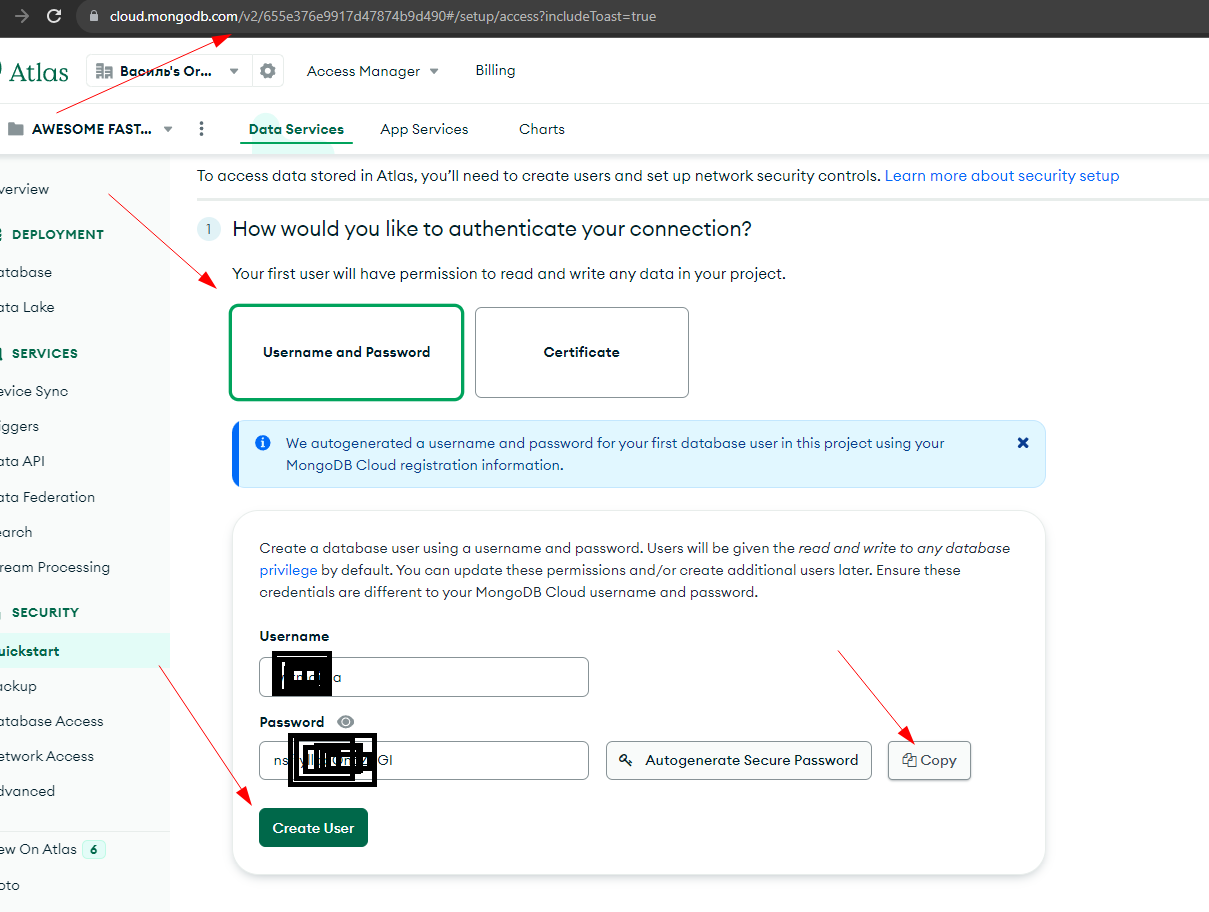 cloud.mongodb.com/v2/655e376e9917d47874b9d490#/setup/access?includeToast=true
Atlas
Василь's Or...
Access Manager
Billing
AWESOME FAST...
Data Services
App Services
Charts
To access data stored in Atlas, you’ll need to create users and set up network security controls. Learn more about security setup
verview
1 How would you like to authenticate your connection?
DEPLOYMENT
Your first user will have permission to read and write any data in your project.
atabase
ata Lake
Username and Password
Certificate
SERVICES
evice Sync
iggers
We autogenerated a username and password for your first database user in this project using your
MongoDB Cloud registration information.
ata API
ata Federation
earch
Create a database user using a username and password. Users will be given the read and write to any database
privilege by default. You can update these permissions and/or create additional users later. Ensure these
credentials are different to your MongoDB Cloud username and password.
ream Processing
SECURITY
Username
uickstart
ackup
atabase Access
Password
etwork Access
Autogenerate Secure Password
Copy
dvanced
Create User
ew On Atlas 6
oto